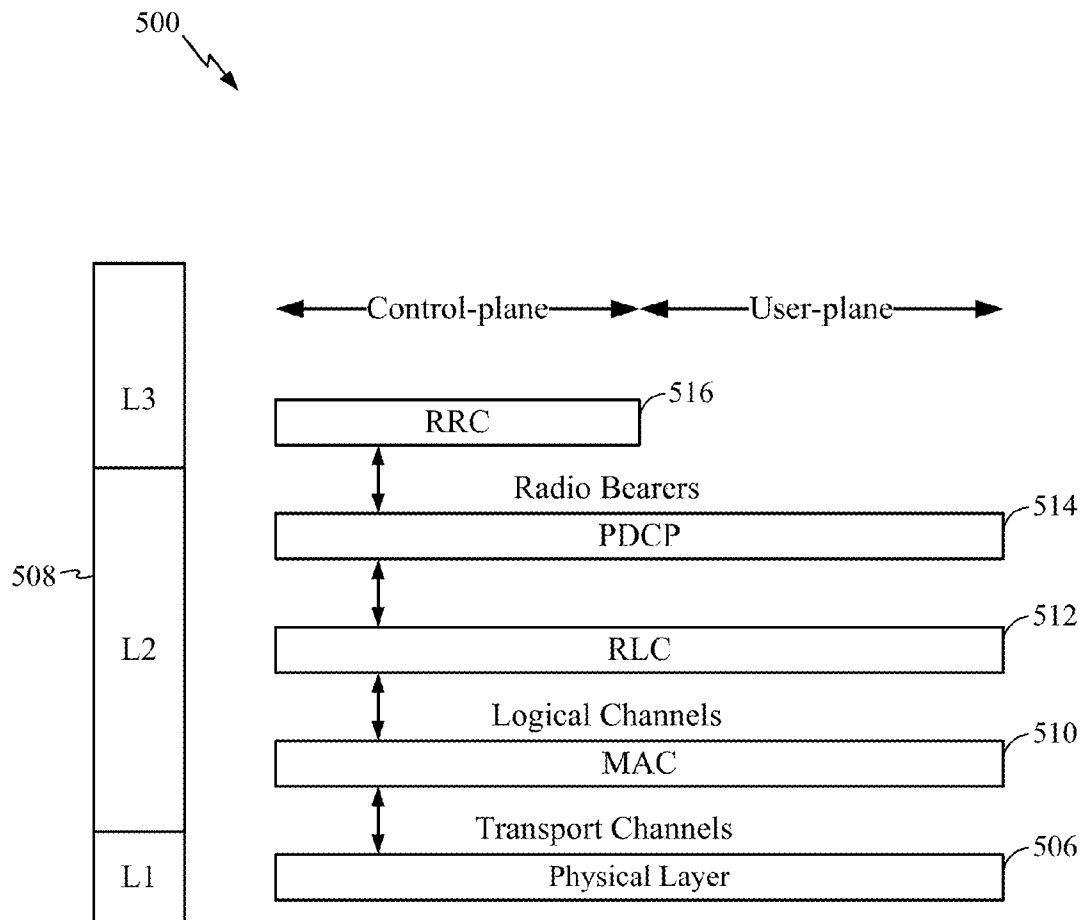 500
Control-plane User-plane
L3
RRC
516
Radio Bearers
514
PDCP
508
L2
512
RLC
Logical Channels
510
MAC
Transport Channels
506
L1
Physical Layer